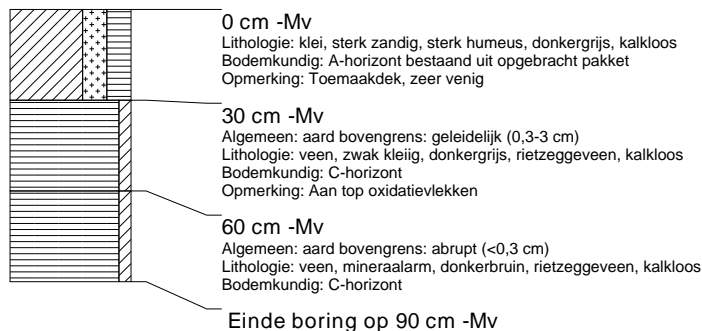 0 cm -Mv
Lithologie: klei, sterk zandig, sterk humeus, donkergrijs, kalkloos
Bodemkundig: A-horizont bestaand uit opgebracht pakket
Opmerking: Toemaakdek, zeer venig
30 cm -Mv
Algemeen: aard bovengrens: geleidelijk (0,3-3 cm)
Lithologie: veen, zwak kleiig, donkergrijs, rietzeggeveen, kalkloos
Bodemkundig: C-horizont
Opmerking: Aan top oxidatievlekken
60 cm -Mv
Algemeen: aard bovengrens: abrupt (<0,3 cm)
Lithologie: veen, mineraalarm, donkerbruin, rietzeggeveen, kalkloos
Bodemkundig: C-horizont
Einde boring op 90 cm -Mv